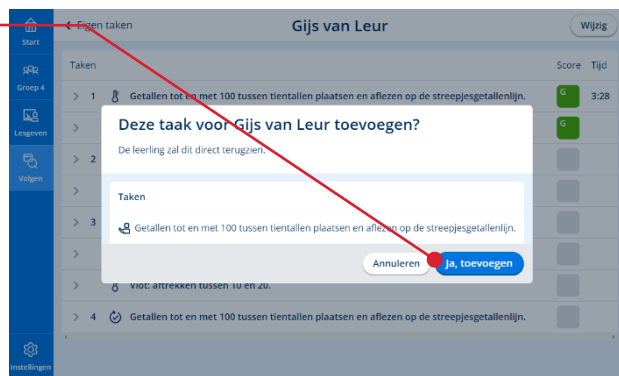 Start
Groep 4
Lesgeven
Volgen
Instellingen
Eigen taken
Gijs van Leur
Wijzig
Taken Score Tijd
1 Getallen tot en met 100 tussen tientallen plaatsen en aflezen op de streepjesgetallenlijn. G 3:28
G
2
3
Vlot: aftrekken tussen 10 en 20.
4 Getallen tot en met 100 tussen tientallen plaatsen en aflezen op de streepjesgetallenlijn.
Deze taak voor Gijs van Leur toevoegen?
De leerling zal dit direct terugzien.
Taken
Getallen tot en met 100 tussen tientallen plaatsen en aflezen op de streepjesgetallenlijn.
Annuleren
Ja, toevoegen